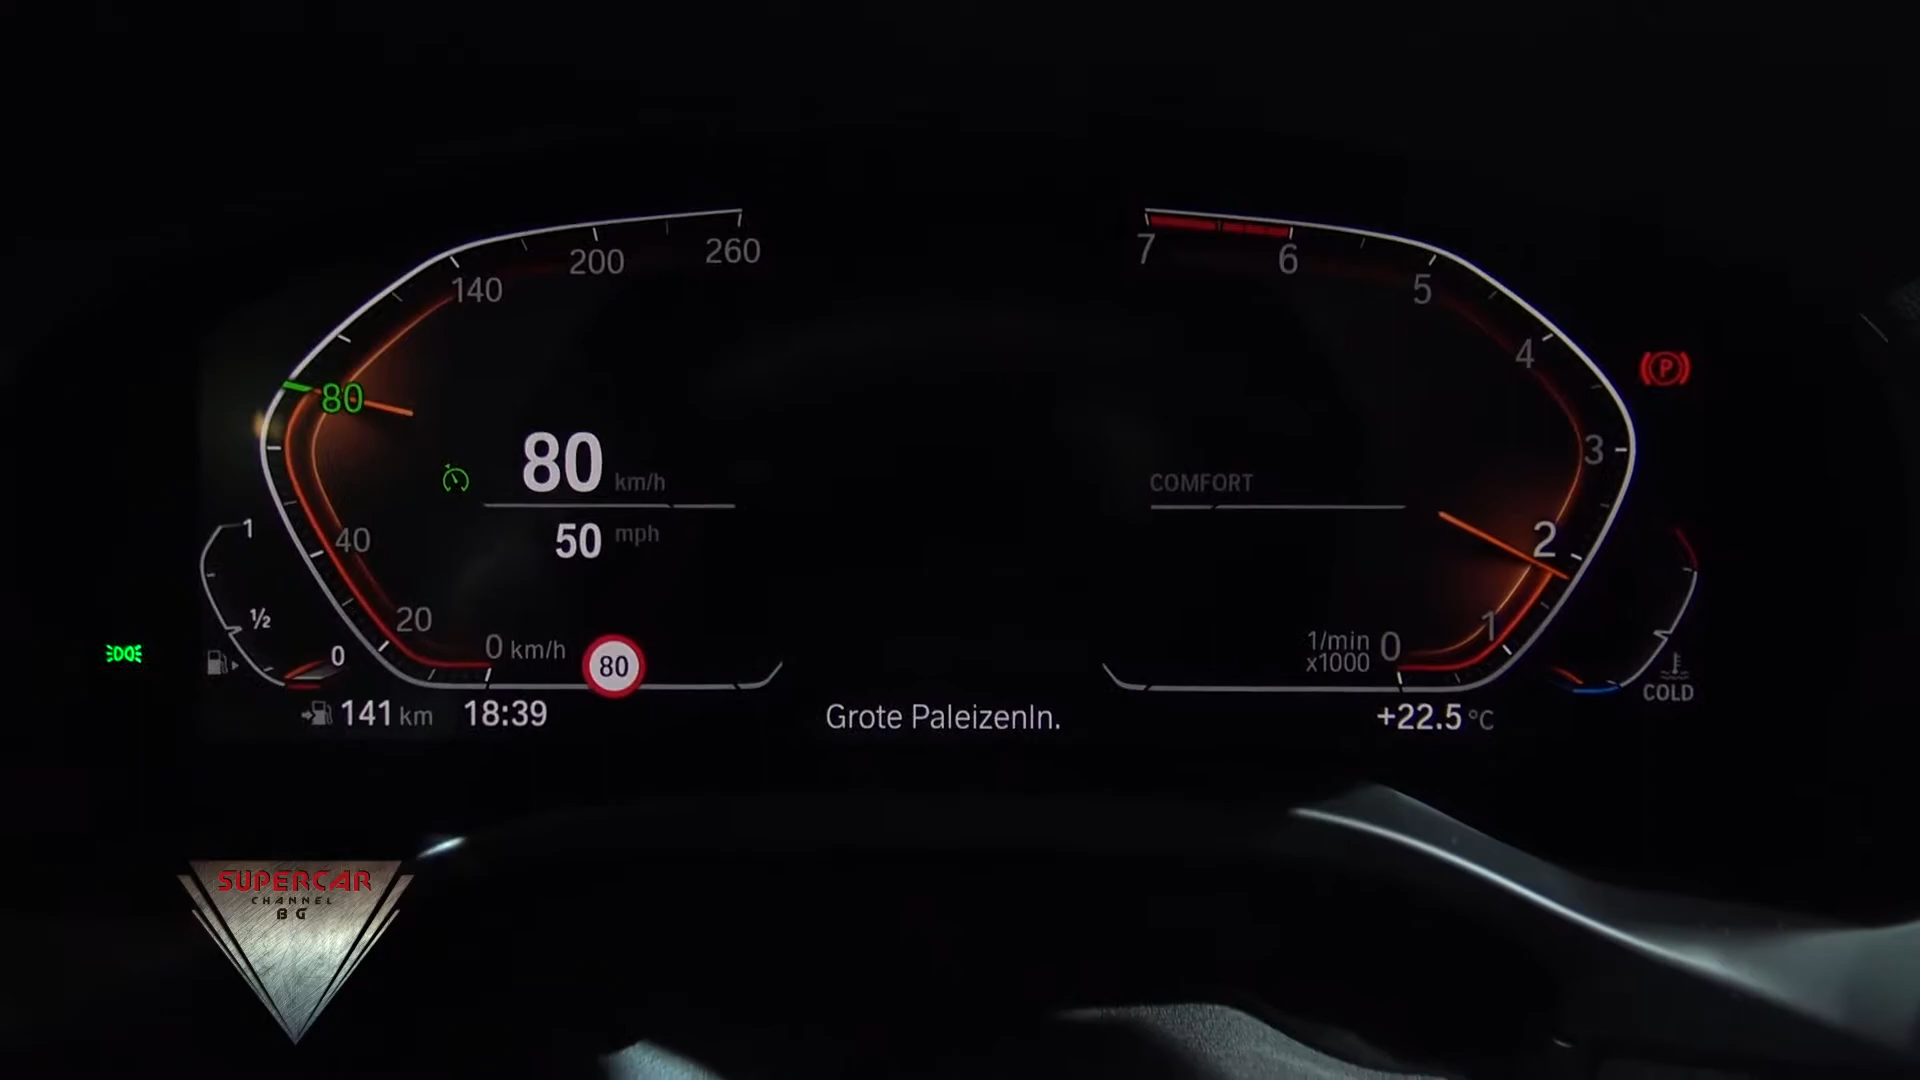 260
200
140
80
40
20
0 km/h
80 km/h
50 mph
80
1
1/2
0
141 km
18:39
Grote PaleizenIn.
7
6
5
4
3
2
1
0
1/min
x1000
COMFORT
P
COLD
+22.5 °C
SUPERCAR
CHANNEL
BG